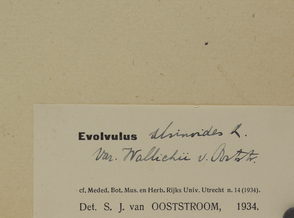 Evolvulus alsinoides L.
var. Wallichii v. Ooststr.
cf. Meded. Bot. Mus. en Herb. Rijks Univ. Utrecht n. 14 (1934).
Det. S. J. van OOSTSTROOM, 1934.